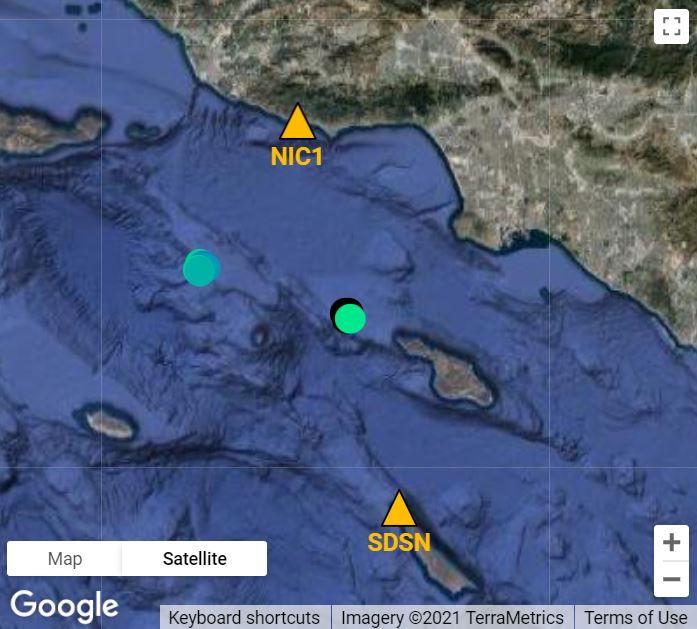 NIC1
SDSN
Map Satellite
Google
Keyboard shortcuts Imagery ©2021 TerraMetrics Terms of Use